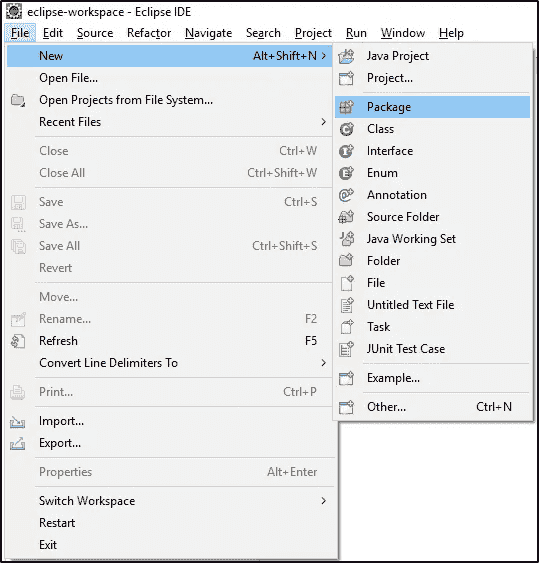 eclipse-workspace - Eclipse IDE
File Edit Source Refactor Navigate Search Project Run Window Help
New Alt+Shift+N >
Open File...
Open Projects from File System...
Recent Files >
Close Ctrl+W
Close All Ctrl+Shift+W
Save Ctrl+S
Save As...
Save All Ctrl+Shift+S
Revert
Move...
Rename... F2
Refresh F5
Convert Line Delimiters To >
Print... Ctrl+P
Import...
Export...
Properties Alt+Enter
Switch Workspace >
Restart
Exit
Java Project
Project...
Package
Class
Interface
Enum
Annotation
Source Folder
Java Working Set
Folder
File
Untitled Text File
Task
JUnit Test Case
Example...
Other... Ctrl+N